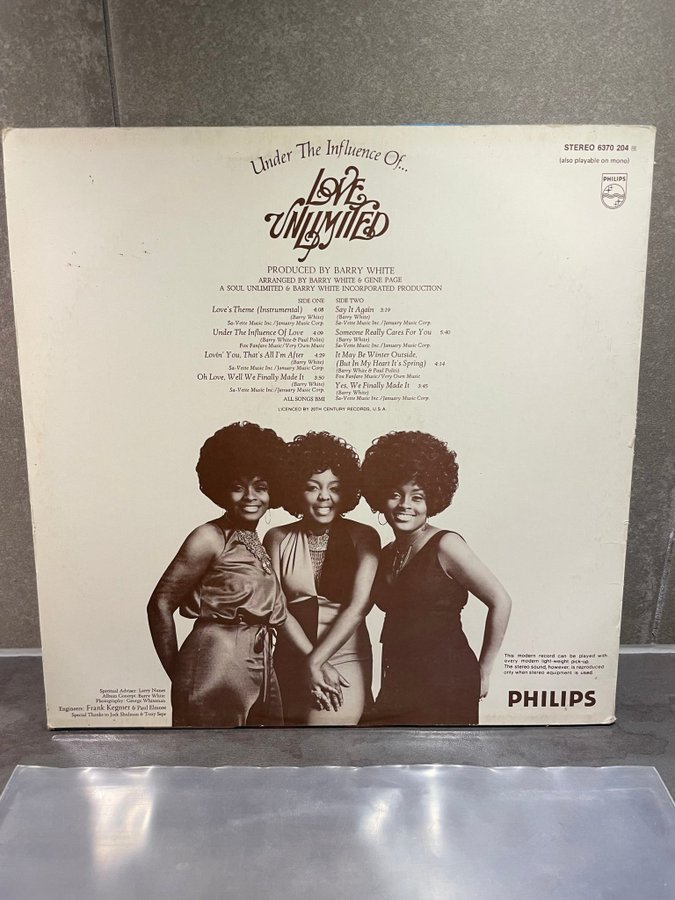 Under The Influence Of...
LOVE
UNLIMITED
STEREO 6370 204
(also playable on mono)
PHILIPS
PRODUCED BY BARRY WHITE
ARRANGED BY BARRY WHITE & GENE PAGE
A SOUL UNLIMITED & BARRY WHITE INCORPORATED PRODUCTION
SIDE ONE
Love's Theme (Instrumental) 4:08
(Barry White)
Sa-Vette Music Inc./January Music Corp.
Under The Influence Of Love 4:09
(Barry White & Paul Politi)
Fox Fanfare Music/Very Own Music
Lovin' You, That's All I'm After 4:29
(Barry White)
Sa-Vette Music Inc./January Music Corp.
Oh Love, Well We Finally Made It 3:50
(Barry White)
Sa-Vette Music Inc./January Music Corp.
ALL SONGS BMI
SIDE TWO
Say It Again 3:19
(Barry White)
Sa-Vette Music Inc./January Music Corp.
Someone Really Cares For You 5:40
(Barry White)
Sa-Vette Music Inc./January Music Corp.
It May Be Winter Outside,
(But In My Heart It's Spring) 4:14
(Barry White & Paul Politi)
Fox Fanfare Music/Very Own Music
Yes, We Finally Made It 3:45
(Barry White)
Sa-Vette Music Inc./January Music Corp.
LICENCED BY 20TH CENTURY RECORDS, U.S.A.
Spiritual Adviser: Larry Nunes
Album Concept: Barry White
Photography: George Whiteman
Engineers: Frank Kegmer & Paul Elmore
Special Thanks to Jack Shulman & Tony Sepe
This modern record can be played with
every modern light-weight pick-up.
The stereo sound, however, is reproduced
only when stereo equipment is used.
PHILIPS